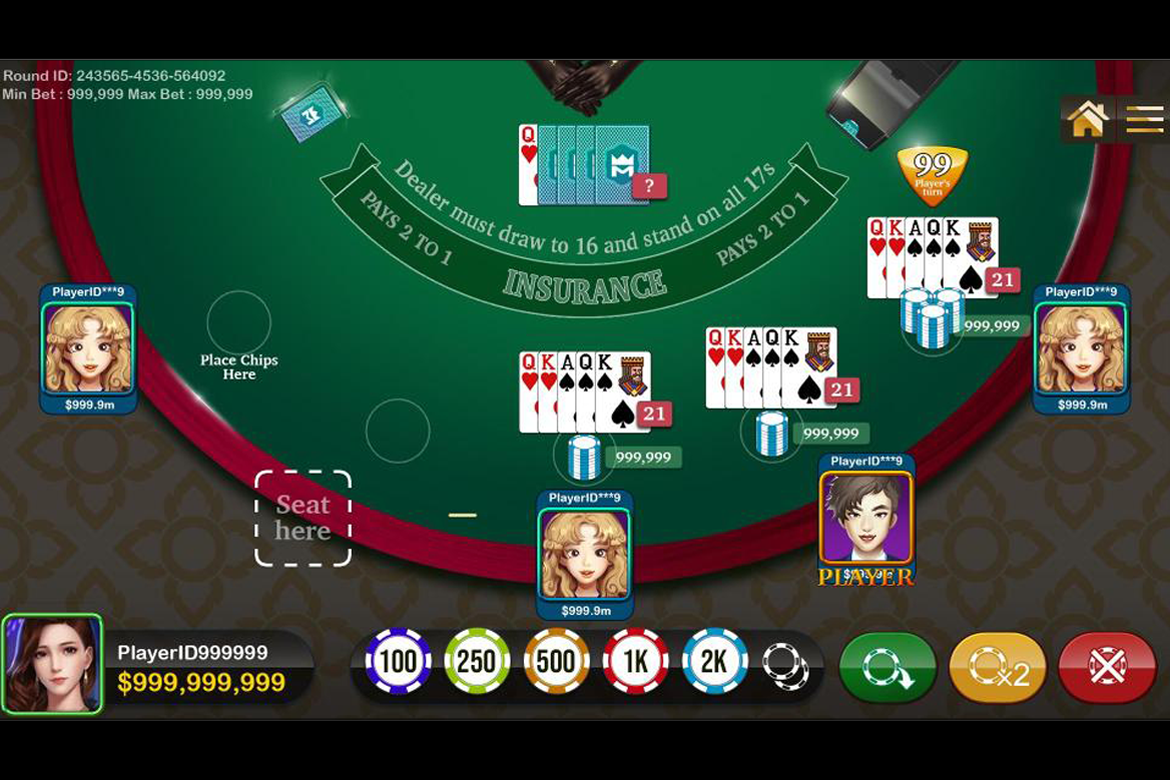 Round ID: 243565-4536-564092
Min Bet : 999,999 Max Bet : 999,999
Q
?
Dealer must draw to 16 and stand on all 17s
PAYS 2 TO 1
INSURANCE
PAYS 2 TO 1
99
Player's
turn
Q K A Q K
21
999,999
PlayerID***9
$999.9m
PlayerID***9
$999.9m
Place Chips
Here
Q K A Q K
21
999,999
Q K A Q K
21
999,999
PlayerID***9
PLAYER
Seat
here
PlayerID***9
$999.9m
PlayerID999999
$999,999,999
100
250
500
1K
2K
x2